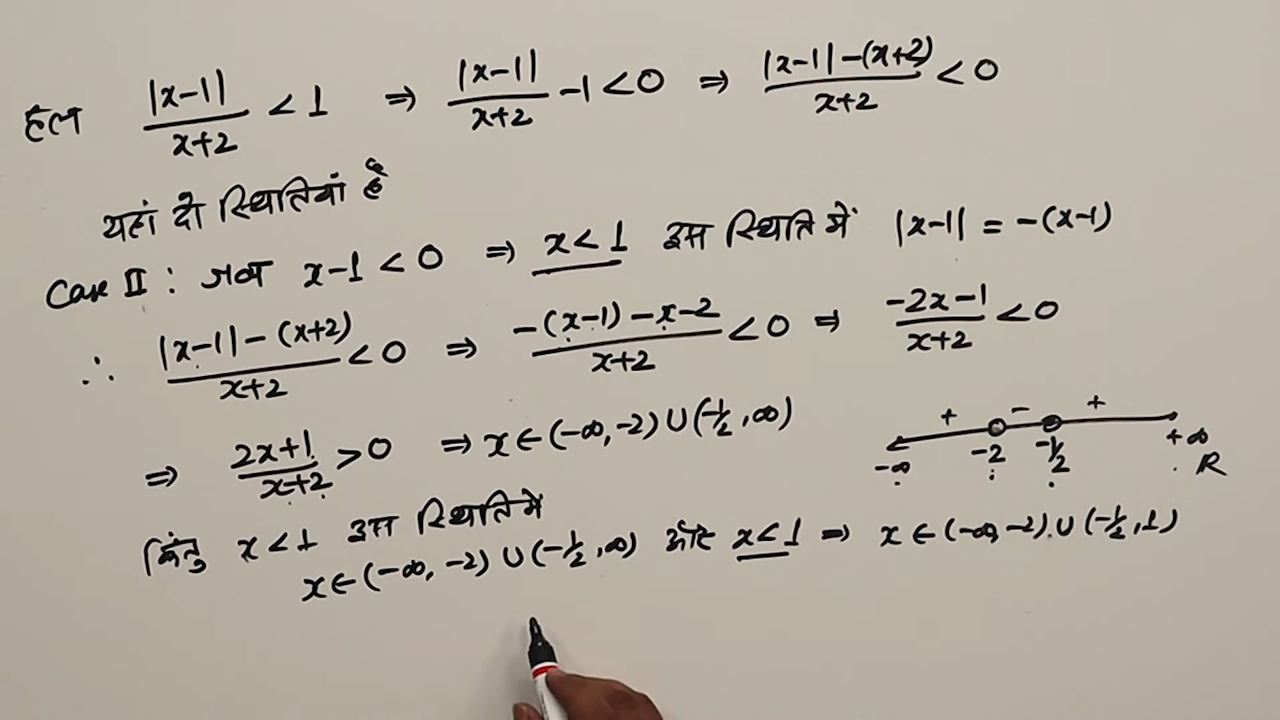 हल |x-1|/x+2 < 1 ⇒ |x-1|/x+2 -1 < 0 ⇒ |x-1|-(x+2)/x+2 < 0
यहां दो स्थितियां है
Case II : जब x-1 < 0 ⇒ x < 1 इस स्थिति में |x-1| = -(x-1)
∴ |x-1|-(x+2)/x+2 < 0 ⇒ -(x-1)-x-2/x+2 < 0 ⇒ -2x-1/x+2 < 0
⇒ 2x+1/x+2 > 0 ⇒ x∈(-∞,-2)∪(-1/2,∞)
+ - +
-∞ -2 -1/2 +∞ R
किंतु x < 1 इस स्थिति में
x∈(-∞,-2)∪(-1/2,∞) और x<1 ⇒ x∈(-∞,-2)∪(-1/2,1)